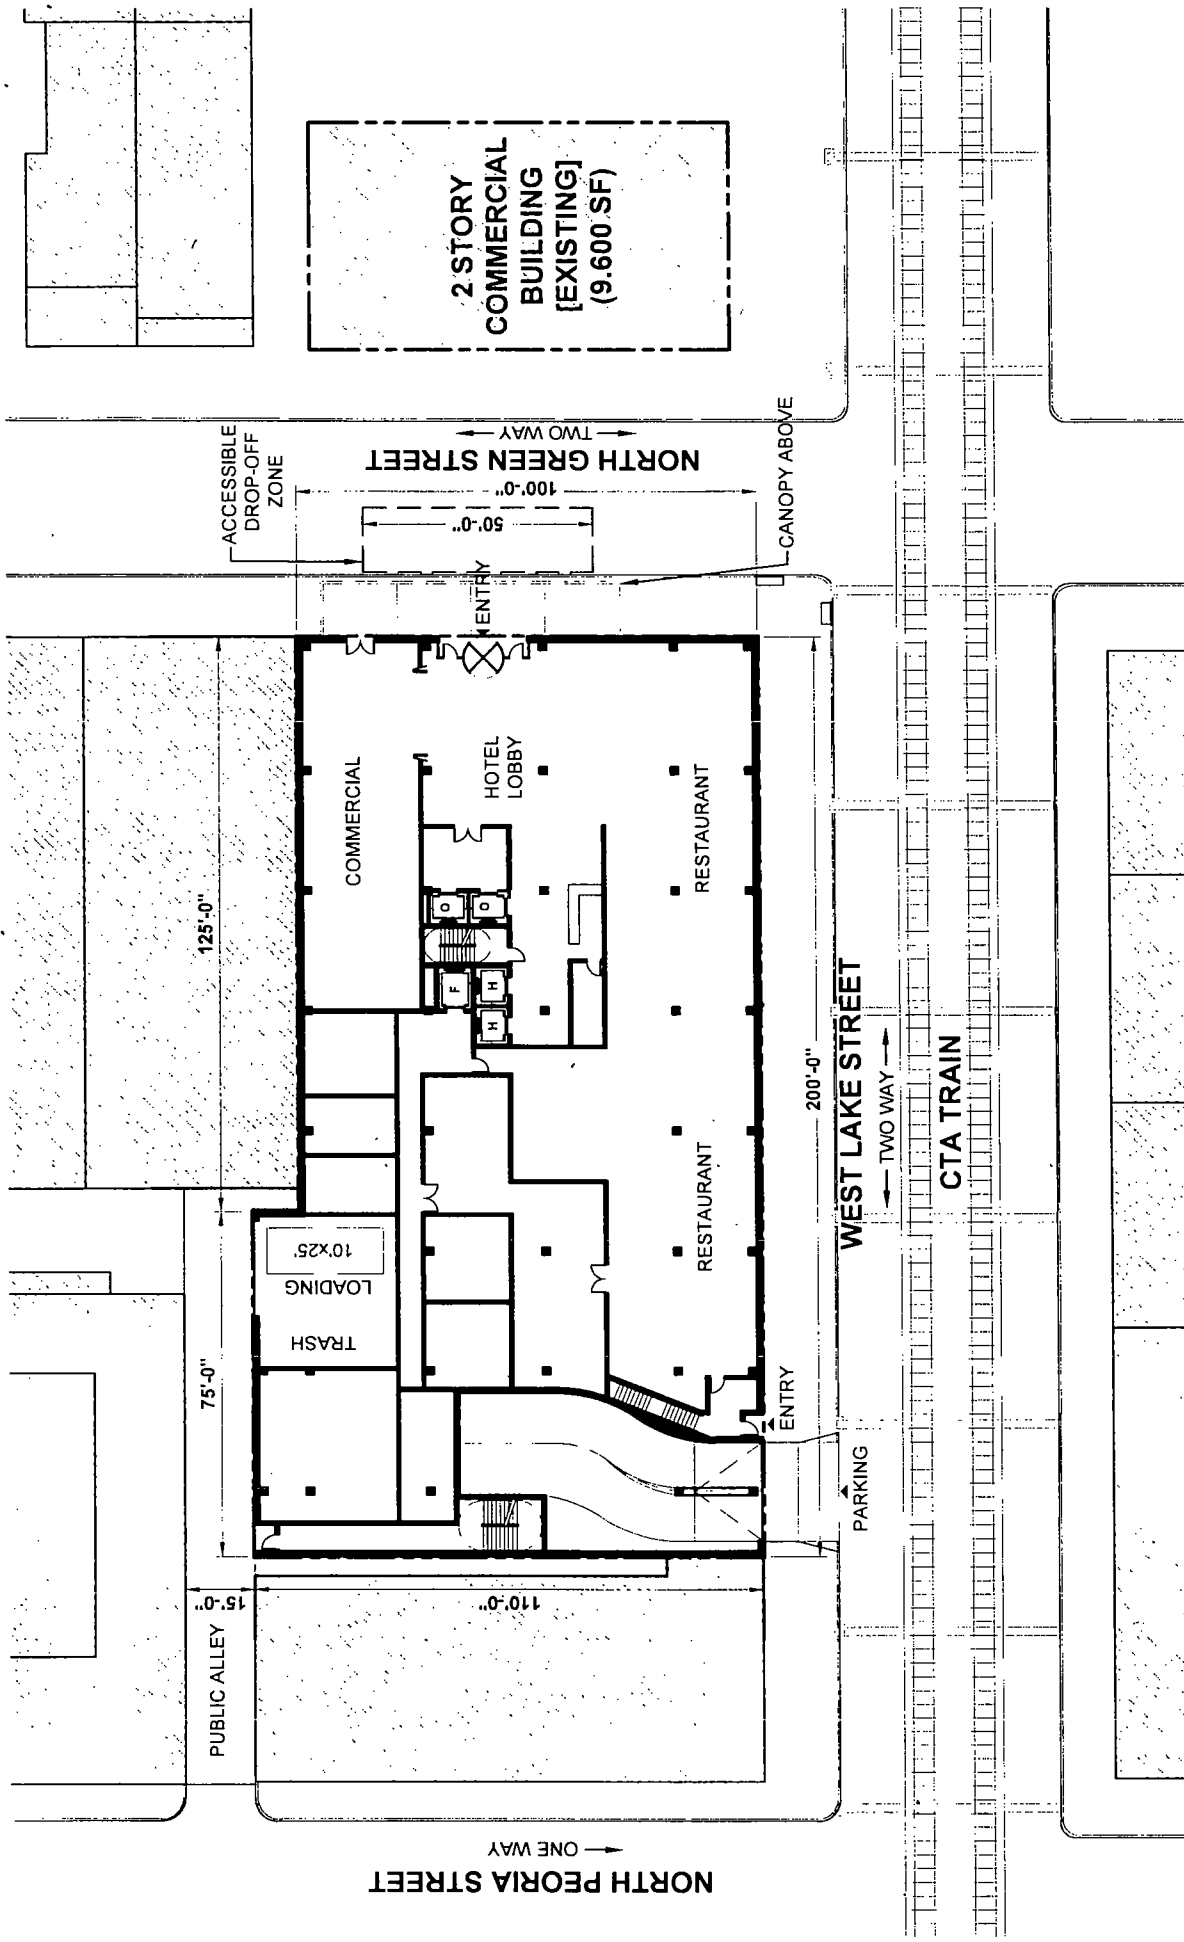 2 STORY
COMMERCIAL
BUILDING
[EXISTING]
(9.600 SF)
ACCESSIBLE
DROP-OFF
ZONE
TWO WAY
NORTH GREEN STREET
100'-0"
50'-0"
CANOPY ABOVE
ENTRY
125'-0"
COMMERCIAL
HOTEL
LOBBY
RESTAURANT
O
O
F
H
H
200'-0"
WEST LAKE STREET
TWO WAY
CTA TRAIN
RESTAURANT
10'x25'
LOADING
TRASH
75'-0"
ENTRY
PARKING
15'-0"
110'-0"
PUBLIC ALLEY
ONE WAY
NORTH PEORIA STREET